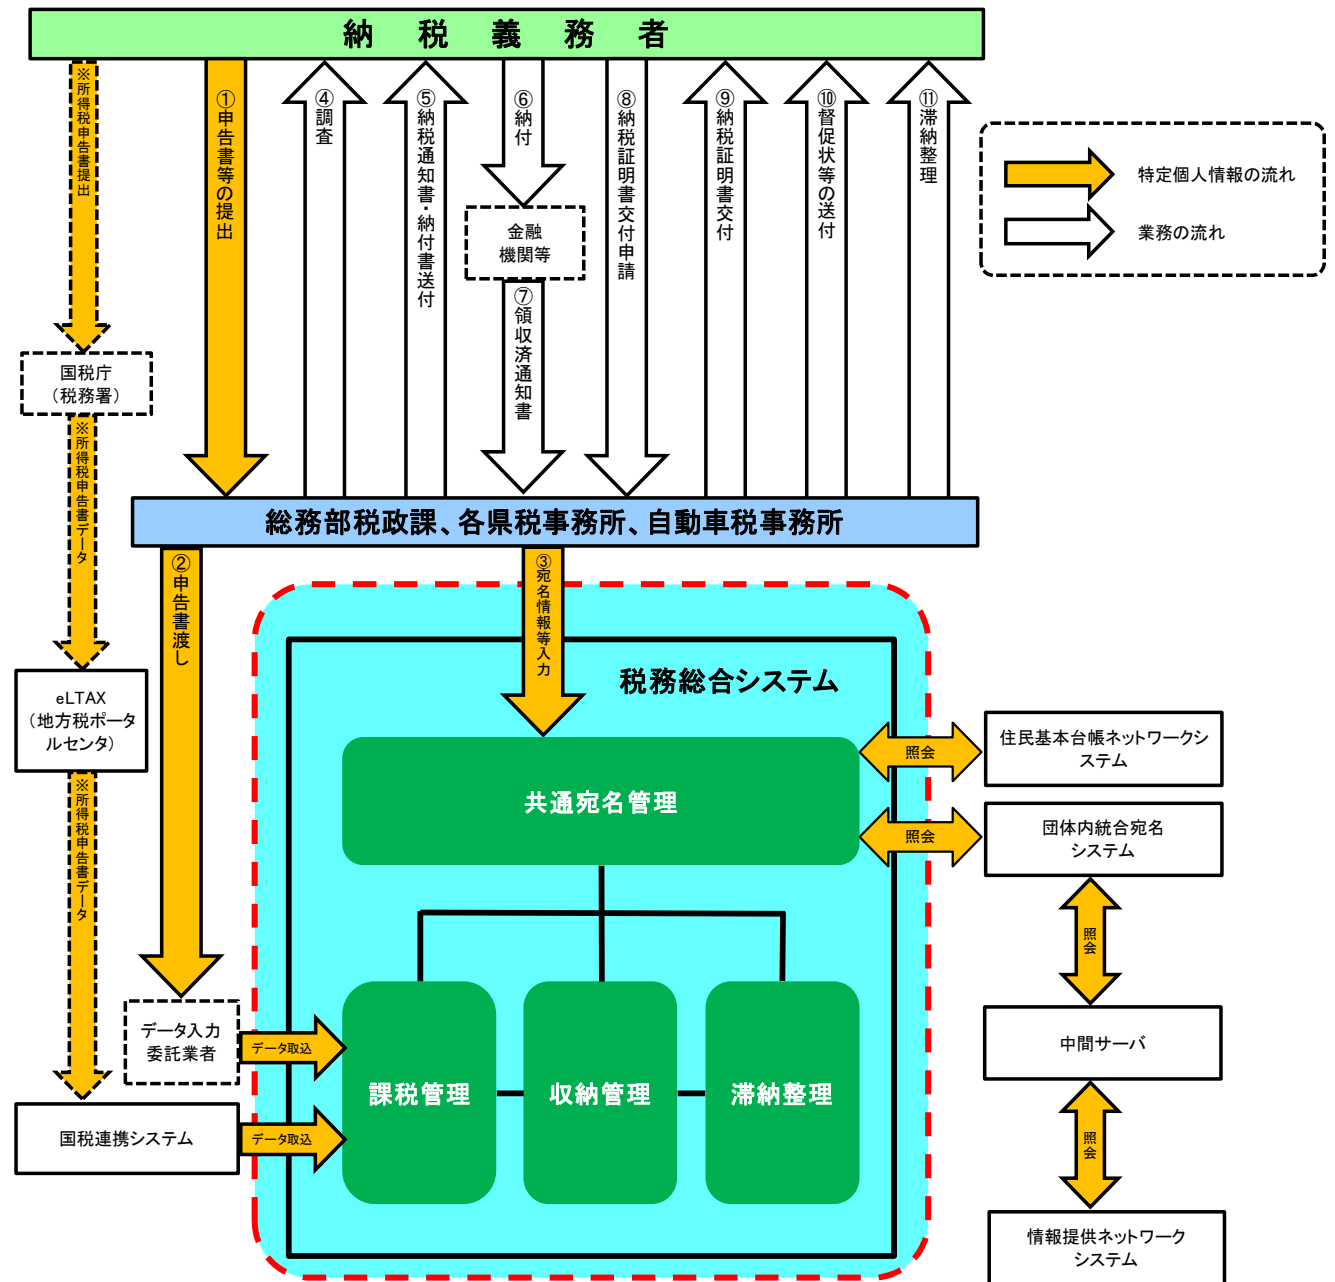 納税義務者
※所得税申告書提出
①申告書等の提出
④調査
⑤納税通知書・納付書送付
⑥納付
⑧納税証明書交付申請
⑨納税証明書交付
⑩督促状等の送付
⑪滞納整理
特定個人情報の流れ
業務の流れ
金融
機関等
⑦領収済通知書
国税庁
（税務署）
※所得税申告書データ
総務部税政課、各県税事務所、自動車税事務所
②申告書渡し
③宛名情報等入力
税務総合システム
eLTAX
（地方税ポータ
ルセンタ）
※所得税申告書データ
共通宛名管理
照会
住民基本台帳ネットワークシ
ステム
照会
団体内統合宛名
システム
照会
中間サーバ
照会
情報提供ネットワーク
システム
データ入力
委託業者
データ取込
国税連携システム
データ取込
課税管理
収納管理
滞納整理